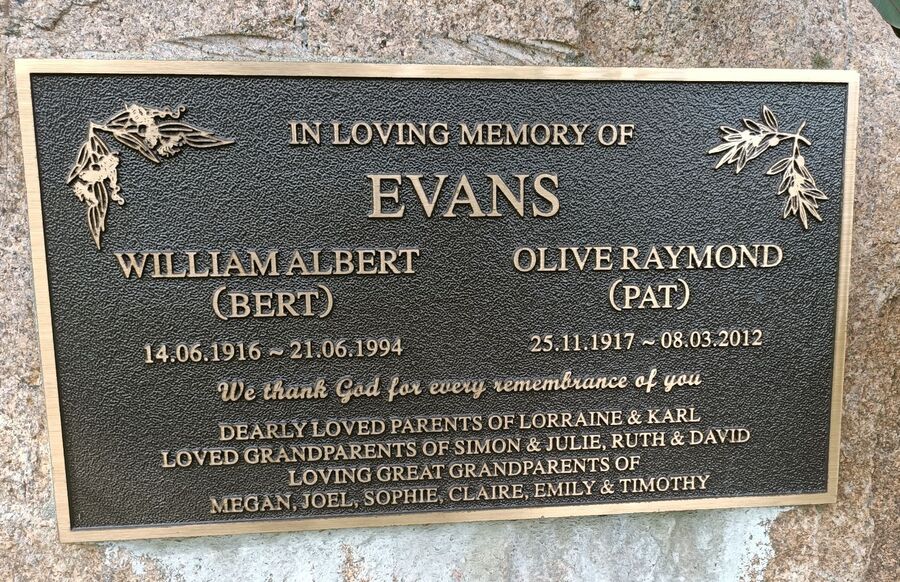 IN LOVING MEMORY OF
EVANS
WILLIAM ALBERT
(BERT)
14.06.1916 ~ 21.06.1994
OLIVE RAYMOND
(PAT)
25.11.1917 ~ 08.03.2012
We thank God for every remembrance of you
DEARLY LOVED PARENTS OF LORRAINE & KARL
LOVED GRANDPARENTS OF SIMON & JULIE, RUTH & DAVID
LOVING GREAT GRANDPARENTS OF
MEGAN, JOEL, SOPHIE, CLAIRE, EMILY & TIMOTHY